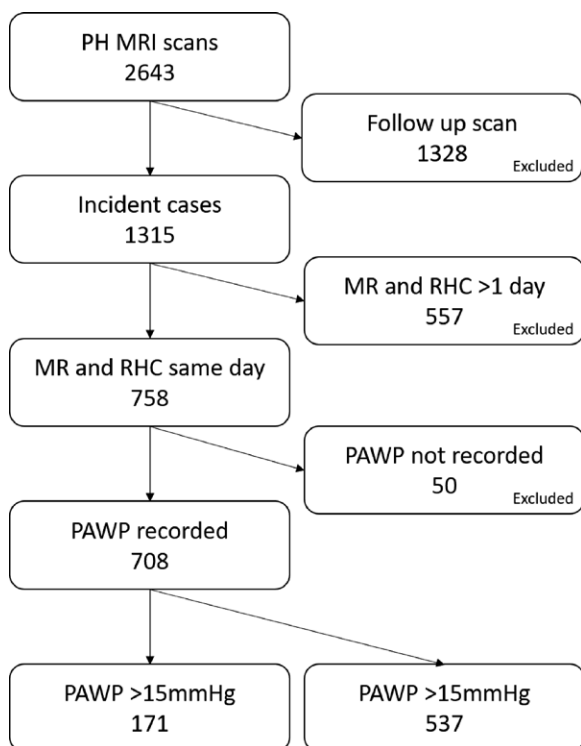 PH MRI scans
2643
Follow up scan
1328
Excluded
Incident cases
1315
MR and RHC >1 day
557
Excluded
MR and RHC same day
758
PAWP not recorded
50
Excluded
PAWP recorded
708
PAWP >15mmHg
171
PAWP >15mmHg
537